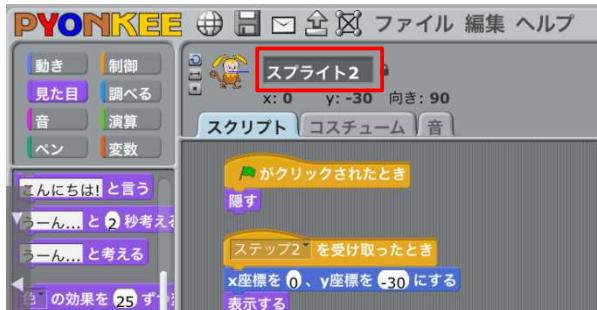 PYONKEE ファイル 編集 ヘルプ
動き 制御
見た目 調べる
音 演算
ペン 変数
スプライト2
x: 0 y: -30 向き: 90
スクリプト コスチューム 音
こんにちは! と言う
うーん... と 2 秒考える
うーん... と考える
色 の効果を 25 ずつ
がクリックされたとき
隠す
ステップ2 を受け取ったとき
x座標を 0 、y座標を -30 にする
表示する